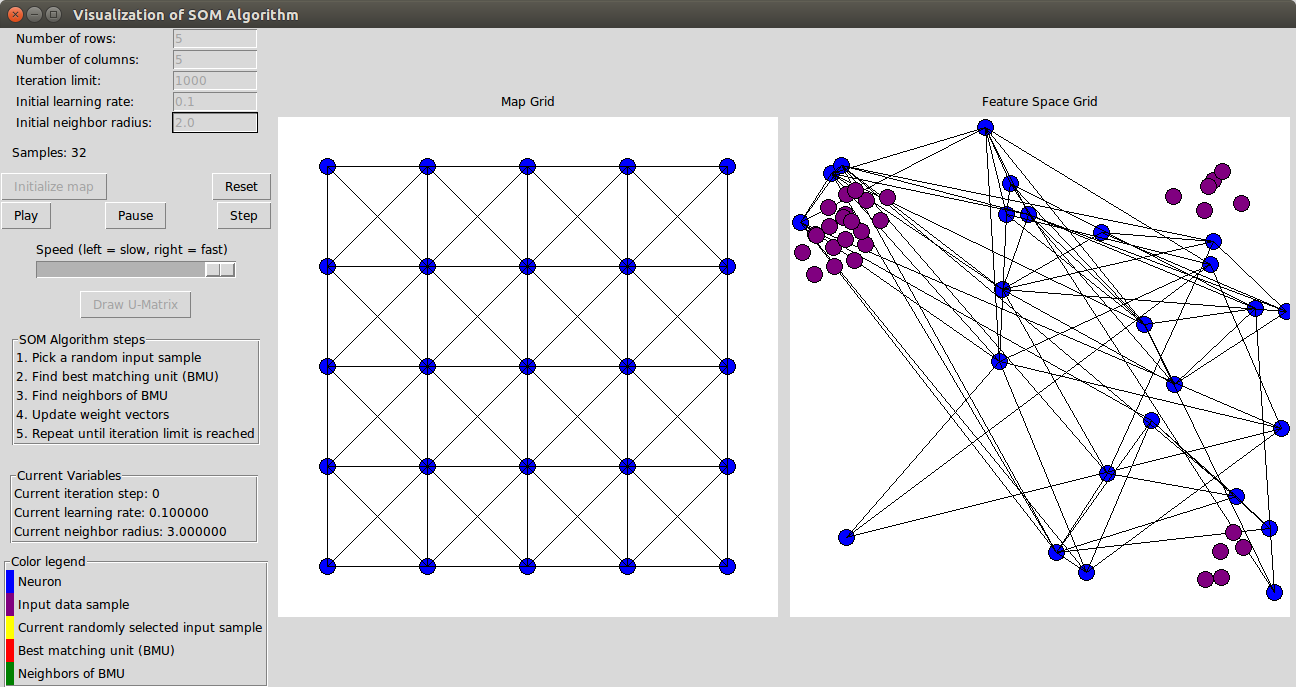 Visualization of SOM Algorithm
Number of rows: 5
Number of columns: 5
Iteration limit: 1000
Initial learning rate: 0.1
Initial neighbor radius: 2.0
Samples: 32
Initialize map Reset
Play Pause Step
Speed (left = slow, right = fast)
Draw U-Matrix
SOM Algorithm steps
1. Pick a random input sample
2. Find best matching unit (BMU)
3. Find neighbors of BMU
4. Update weight vectors
5. Repeat until iteration limit is reached
Current Variables
Current iteration step: 0
Current learning rate: 0.100000
Current neighbor radius: 3.000000
Color legend
Neuron
Input data sample
Current randomly selected input sample
Best matching unit (BMU)
Neighbors of BMU
Map Grid
Feature Space Grid